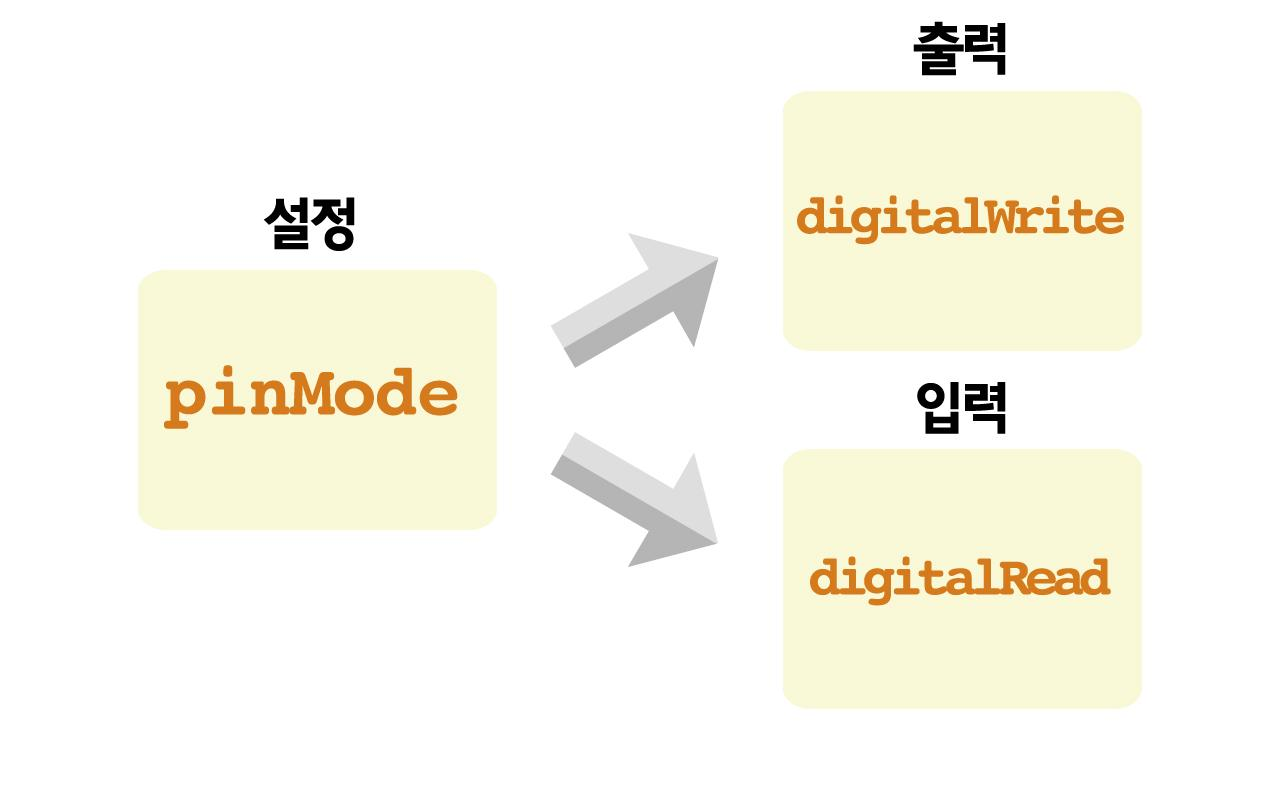 설정
pinMode
출력
digitalWrite
입력
digitalRead